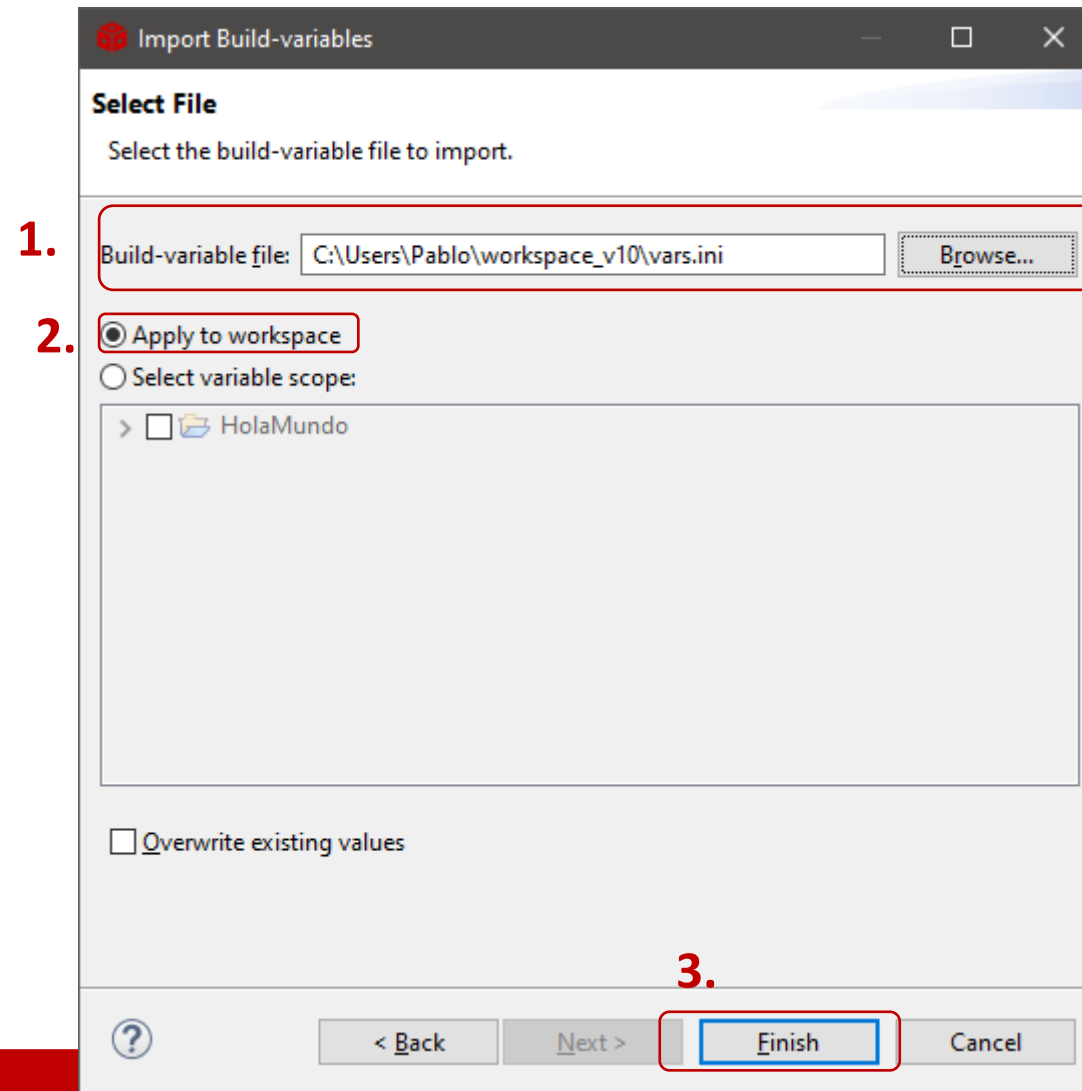 Import Build-variables
Select File
Select the build-variable file to import.
1.
Build-variable file: C:\Users\Pablo\workspace_v10\vars.ini Browse...
2.
Apply to workspace
Select variable scope:
HolaMundo
Overwrite existing values
3.
? < Back Next > Finish Cancel